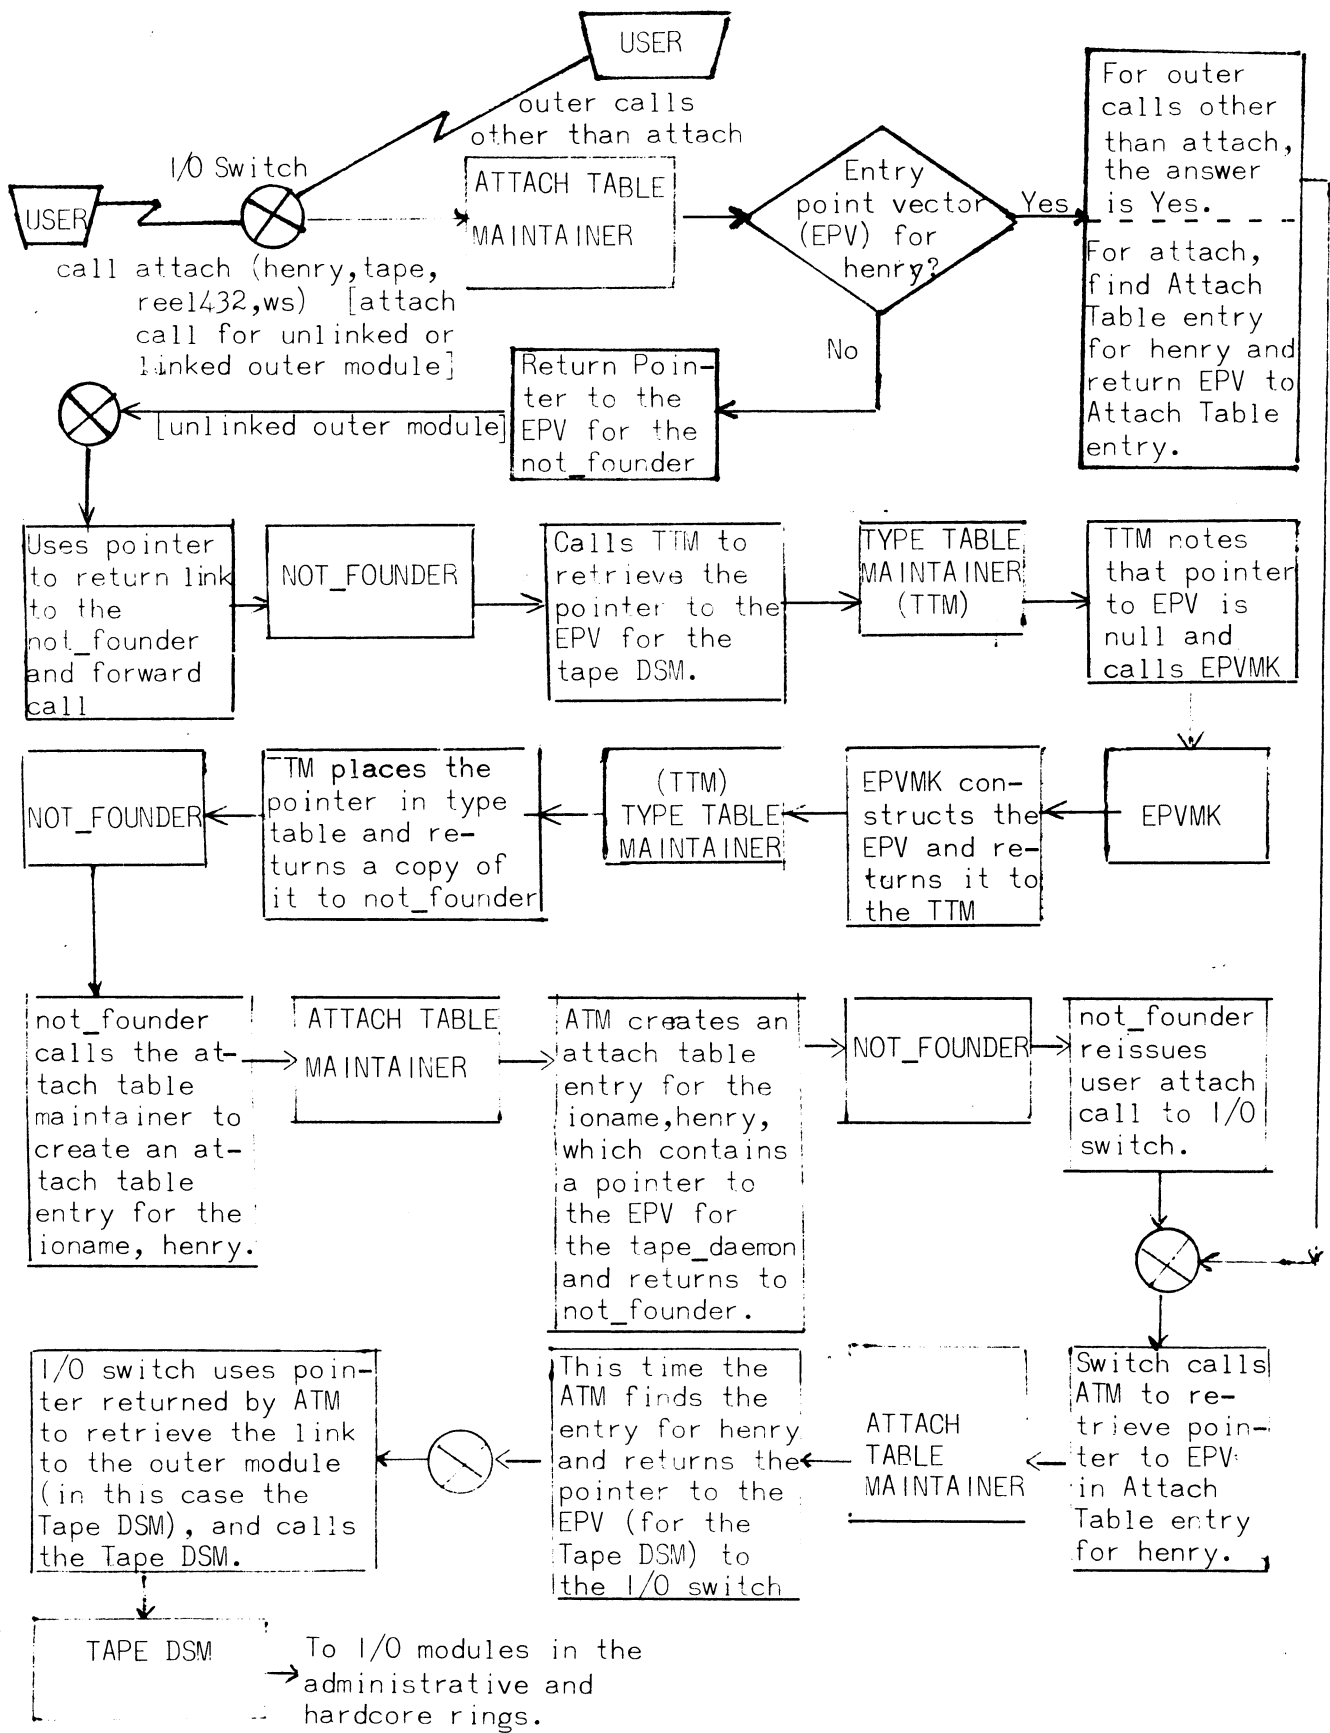 USER
outer calls
other than attach
I/O Switch
USER
call attach (henry,tape,
reel432,ws) [attach
call for unlinked or
linked outer module]
ATTACH TABLE
MAINTAINER
Entry
point vector
(EPV) for
henry?
Yes
No
For outer
calls other
than attach,
the answer
is Yes.
For attach,
find Attach
Table entry
for henry and
return EPV to
Attach Table
entry.
Return Poin-
ter to the
EPV for the
not_founder
[unlinked outer module]
Uses pointer
to return link
to the
not_founder
and forward
call
NOT_FOUNDER
Calls TTM to
retrieve the
pointer to the
EPV for the
tape DSM.
TYPE TABLE
MAINTAINER
(TTM)
TTM notes
that pointer
to EPV is
null and
calls EPVMK
EPVMK
EPVMK con-
structs the
EPV and re-
turns it to
the TTM
(TTM)
TYPE TABLE
MAINTAINER
TTM places the
pointer in type
table and re-
turns a copy of
it to not_founder
NOT_FOUNDER
not_founder
calls the at-
tach table
maintainer to
create an at-
tach table
entry for the
ioname, henry.
ATTACH TABLE
MAINTAINER
ATM creates an
attach table
entry for the
ioname,henry,
which contains
a pointer to
the EPV for
the tape_daemon
and returns to
not_founder.
NOT_FOUNDER
not_founder
reissues
user attach
call to I/O
switch.
Switch calls
ATM to re-
trieve poin-
ter to EPV
in Attach
Table entry
for henry.
ATTACH
TABLE
MAINTAINER
This time the
ATM finds the
entry for henry
and returns the
pointer to the
EPV (for the
Tape DSM) to
the I/O switch
I/O switch uses poin-
ter returned by ATM
to retrieve the link
to the outer module
(in this case the
Tape DSM), and calls
the Tape DSM.
TAPE DSM
To I/O modules in the
administrative and
hardcore rings.